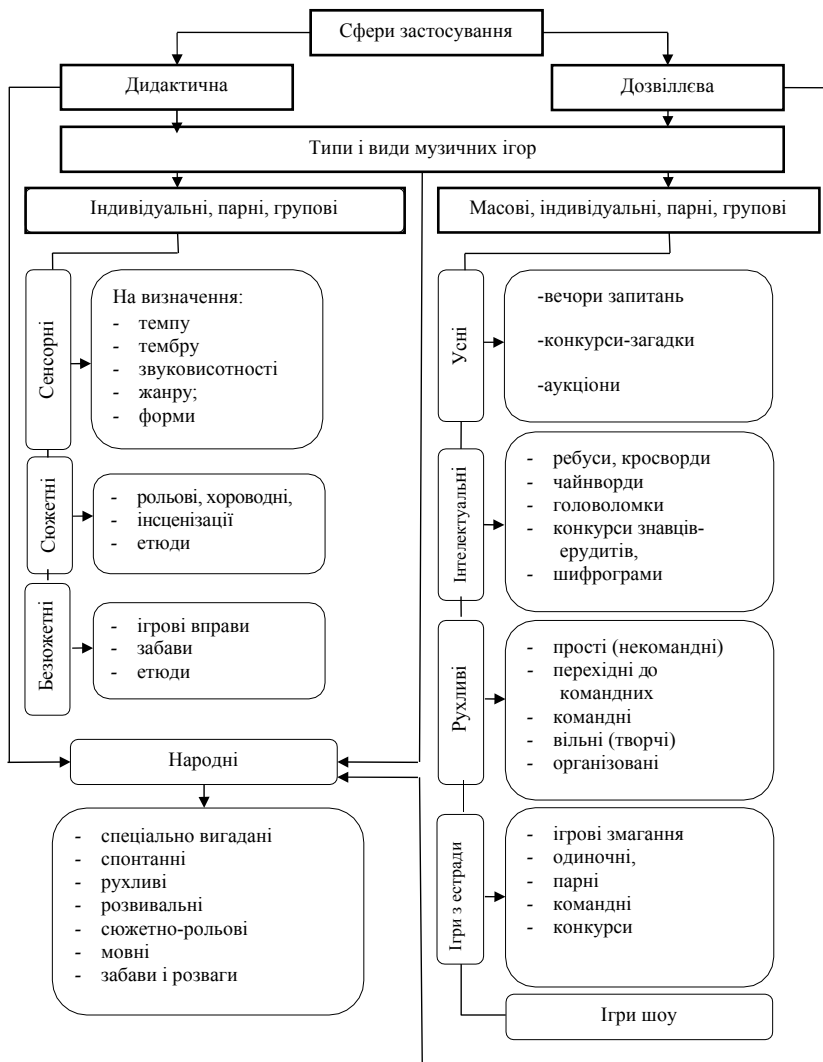 Сфери застосування
Дидактична
Дозвіллєва
Типи і види музичних ігор
Індивідуальні, парні, групові
Масові, індивідуальні, парні, групові
Сенсорні
На визначення:
- темпу
- тембру
- звуковисотності
- жанру;
- форми
Сюжетні
- рольові, хороводні,
- інсценізації
- етюди
Безюжетні
- ігрові вправи
- забави
- етюди
Народні
- спеціально вигадані
- спонтанні
- рухливі
- розвивальні
- сюжетно-рольові
- мовні
- забави і розваги
Усні
-вечори запитань
-конкурси-загадки
-аукціони
Інтелектуальні
- ребуси, кросворди
- чайнворди
- головоломки
- конкурси знавців-
ерудитів,
- шифрограми
Рухливі
- прості (некомандні)
- перехідні до
командних
- командні
- вільні (творчі)
- організовані
Ігри з естради
- ігрові змагання
- одиночні,
- парні
- командні
- конкурси
Ігри шоу